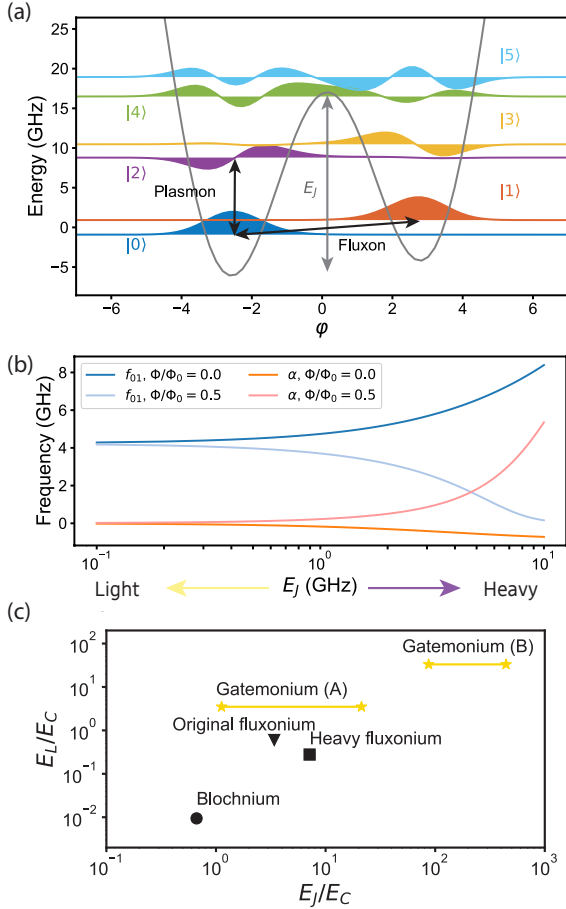 (a)
25
20
15
10
5
0
−5
Energy (GHz)
|5⟩
|4⟩
|3⟩
|2⟩
|1⟩
|0⟩
Plasmon
E_J
Fluxon
−6 −4 −2 0 2 4 6
φ
(b)
8
4
0
Frequency (GHz)
f₀₁, Φ/Φ₀ = 0.0 α, Φ/Φ₀ = 0.0
f₀₁, Φ/Φ₀ = 0.5 α, Φ/Φ₀ = 0.5
10⁻¹ 10⁰ 10¹
Light E_J (GHz) Heavy
(c)
10²
10¹
10⁰
10⁻¹
10⁻²
E_L/E_C
Gatemonium (B)
Gatemonium (A)
Original fluxonium
Heavy fluxonium
Blochnium
10⁻¹ 10⁰ 10¹ 10² 10³
E_J/E_C